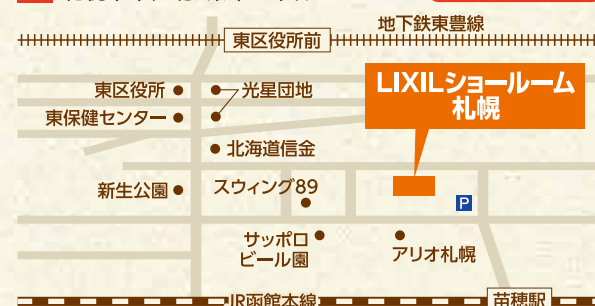 地下鉄東豊線
東区役所前
東区役所
光星団地
東保健センター
LIXILショールーム
札幌
北海道信金
新生公園
スウィング89
P
サッポロ
ビール園
アリオ札幌
JR函館本線
苗穂駅